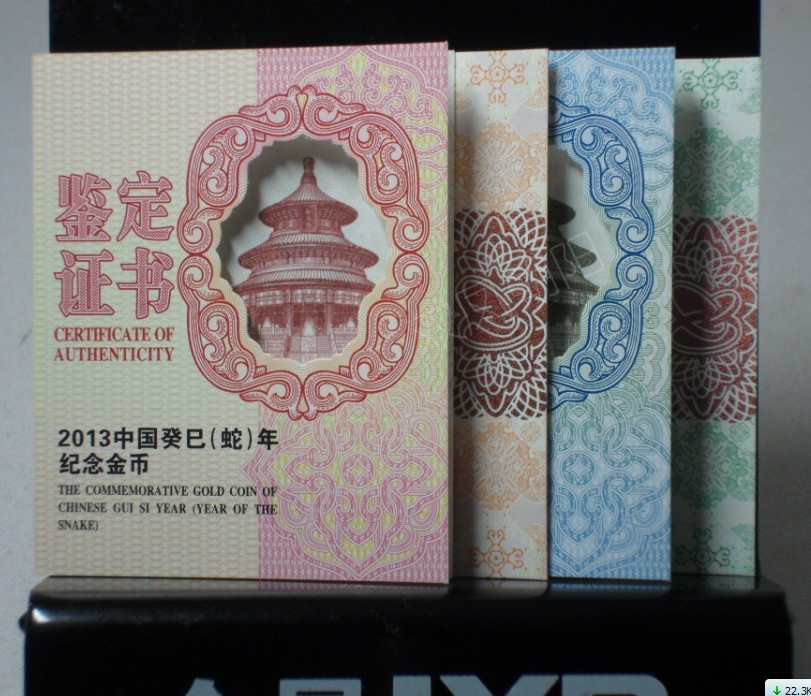 鉴定
证书
CERTIFICATE OF
AUTHENTICITY
2013中国癸巳(蛇)年
纪念金币
THE COMMEMORATIVE GOLD COIN OF
CHINESE GUI SI YEAR (YEAR OF THE
SNAKE)